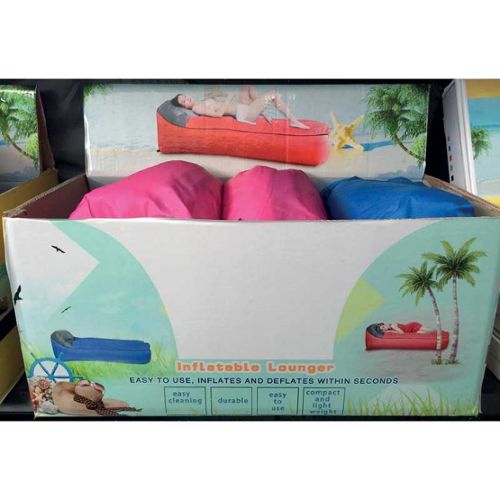 Inflatable Lounger
EASY TO USE, INFLATES AND DEFLATES WITHIN SECONDS
easy
cleaning
durable
easy
to
use
compact
and
light
weight